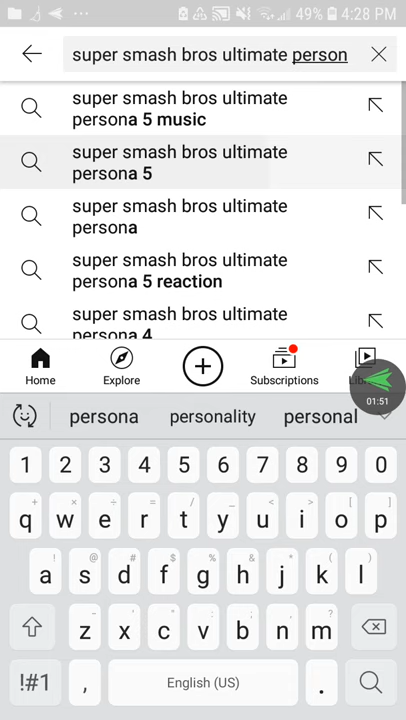 49% 4:28 PM
super smash bros ultimate person
super smash bros ultimate
persona 5 music
super smash bros ultimate
persona 5
super smash bros ultimate
persona
super smash bros ultimate
persona 5 reaction
super smash bros ultimate
persona 4
Home Explore Subscriptions
01:51
persona personality personal
1 2 3 4 5 6 7 8 9 0
+ × ÷ = / _ < > [ ]
q w e r t y u i o p
! @ # $ % ^ & * ( )
a s d f g h j k l
- ' " : ; , ?
z x c v b n m
!#1 , English (US) .